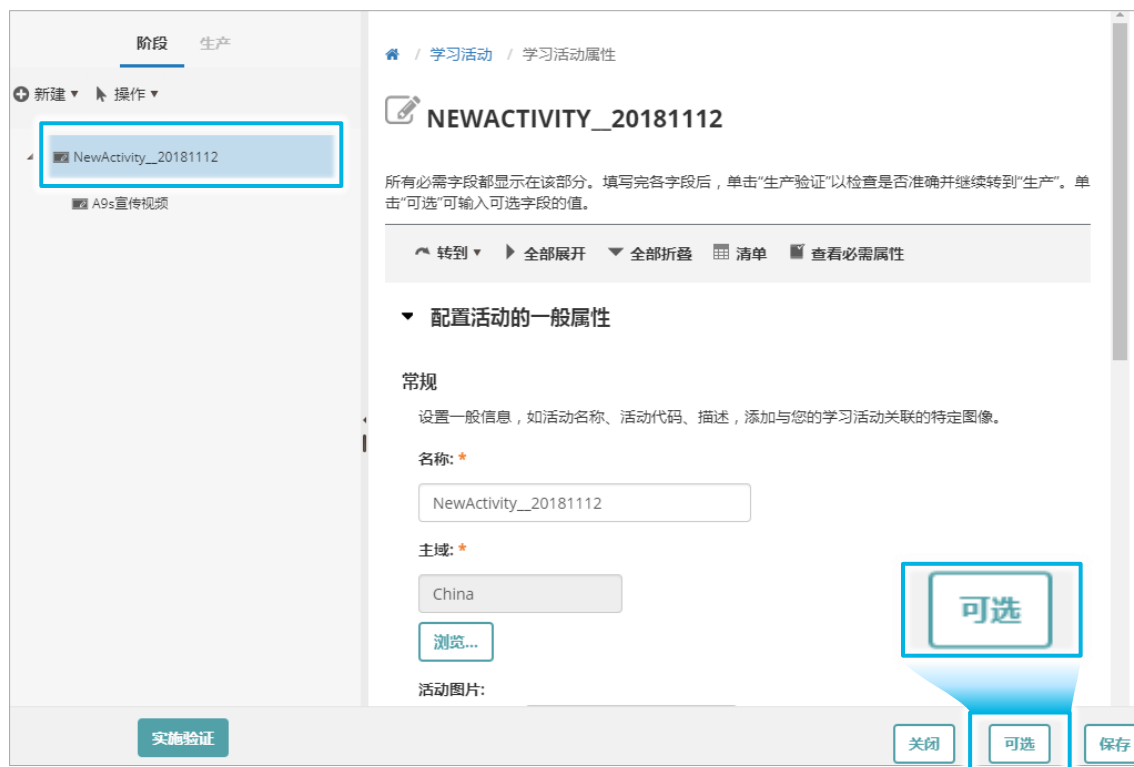 阶段 生产
新建 操作
NewActivity__20181112
A9s宣传视频
/ 学习活动 / 学习活动属性
NEWACTIVITY__20181112
所有必需字段都显示在该部分。填写完各字段后，单击“生产验证”以检查是否准确并继续转到“生产”。单
击“可选”可输入可选字段的值。
转到 全部展开 全部折叠 清单 查看必需属性
配置活动的一般属性
常规
设置一般信息，如活动名称、活动代码、描述，添加与您的学习活动关联的特定图像。
名称: *
NewActivity__20181112
主域: *
China
浏览...
可选
活动图片:
实施验证 关闭 可选 保存